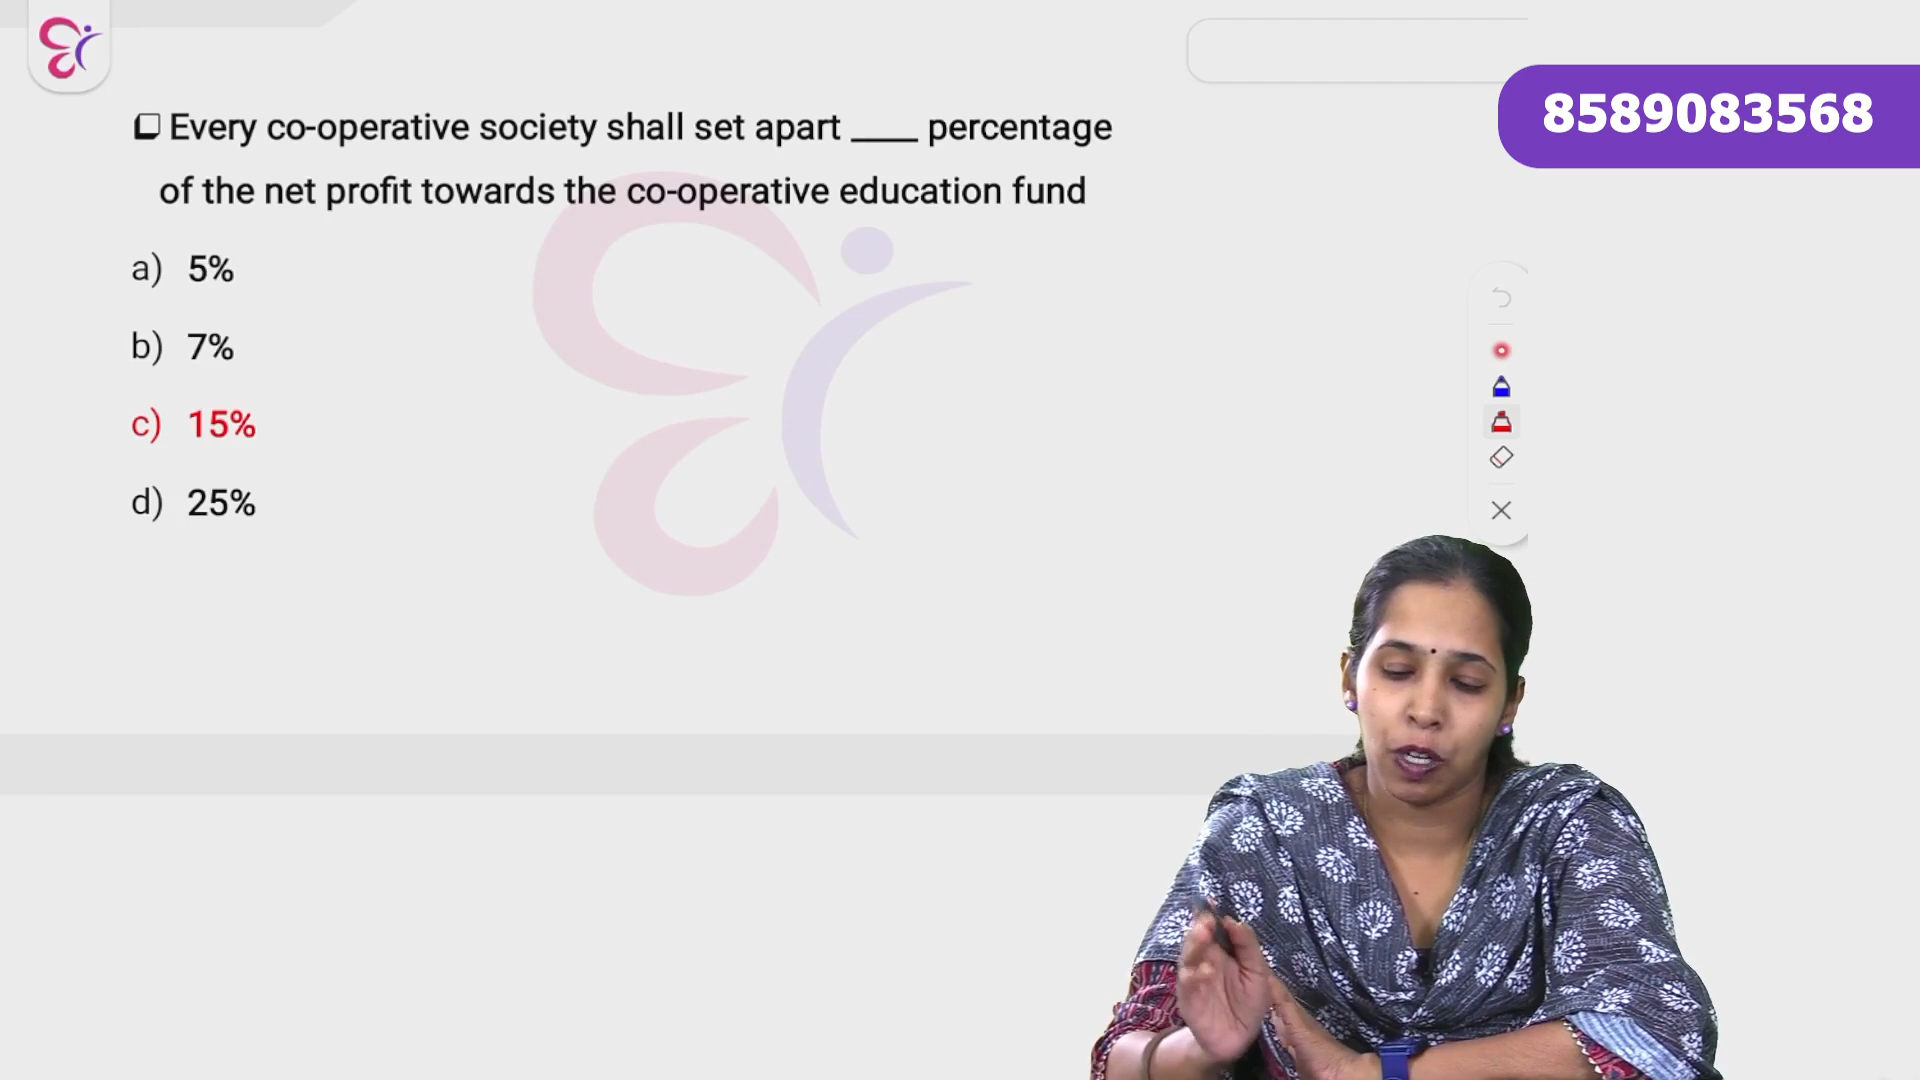 8589083568
❑ Every co-operative society shall set apart ____ percentage
of the net profit towards the co-operative education fund
a) 5%
b) 7%
c) 15%
d) 25%